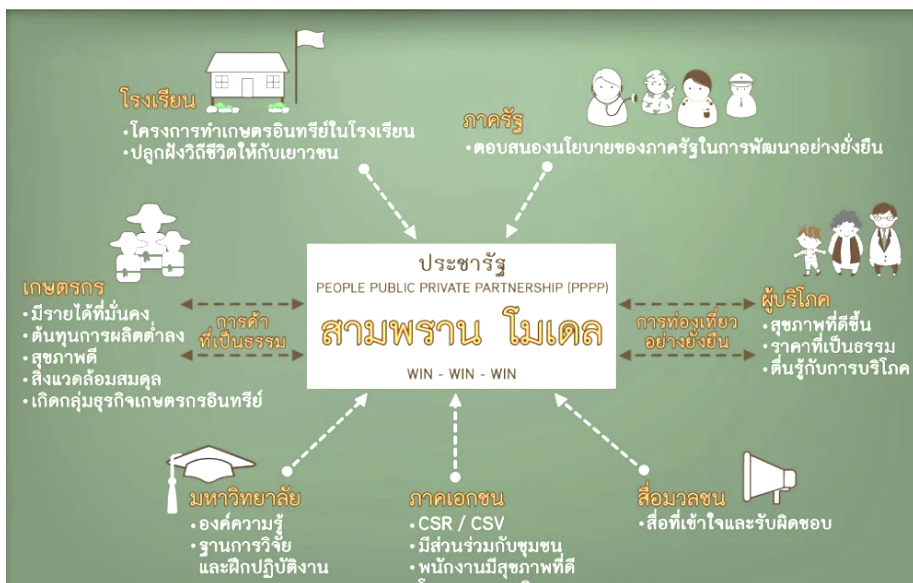 โรงเรียน
•โครงการทำเกษตรอินทรีย์ในโรงเรียน
•ปลูกฝังวิถีชีวิตให้กับเยาวชน
ภาครัฐ
•ตอบสนองนโยบายของภาครัฐในการพัฒนาอย่างยั่งยืน
เกษตรกร
•มีรายได้ที่มั่นคง
•ต้นทุนการผลิตต่ำลง
•สุขภาพดี
•สิ่งแวดล้อมสมดุล
•เกิดกลุ่มธุรกิจเกษตรกรอินทรีย์
การค้า
ที่เป็นธรรม
ประชารัฐ
PEOPLE PUBLIC PRIVATE PARTNERSHIP (PPPP)
สามพราน โมเดล
WIN - WIN - WIN
การท่องเที่ยว
อย่างยั่งยืน
ผู้บริโภค
•สุขภาพที่ดีขึ้น
•ราคาที่เป็นธรรม
•ตื่นรู้กับการบริโภค
มหาวิทยาลัย
•องค์ความรู้
•ฐานการวิจัย
และฝึกปฏิบัติงาน
ภาคเอกชน
•CSR / CSV
•มีส่วนร่วมกับชุมชน
•พนักงานมีสุขภาพที่ดี
สื่อมวลชน
•สื่อที่เข้าใจและรับผิดชอบ